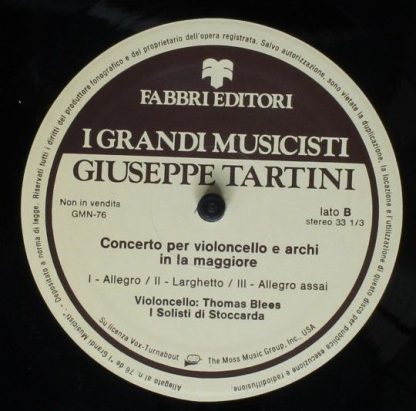 FABBRI EDITORI
I GRANDI MUSICISTI
GIUSEPPE TARTINI
Non in vendita
GMN-76
lato B
stereo 33 1/3
Concerto per violoncello e archi
in la maggiore
I - Allegro / II - Larghetto / III - Allegro assai
Violoncello: Thomas Blees
I Solisti di Stoccarda
Su licenza Vox-Turnabout
The Moss Music Group, Inc., USA
Allegato al n. 76 de "I Grandi Musicisti" - Depositato a norma di legge. Riservati tutti i diritti del produttore fonografico e del proprietario dell'opera registrata. Salvo autorizzazione, sono vietate la duplicazione, la locazione e l'utilizzazione di questo disco per pubblica esecuzione e radiodiffusione.